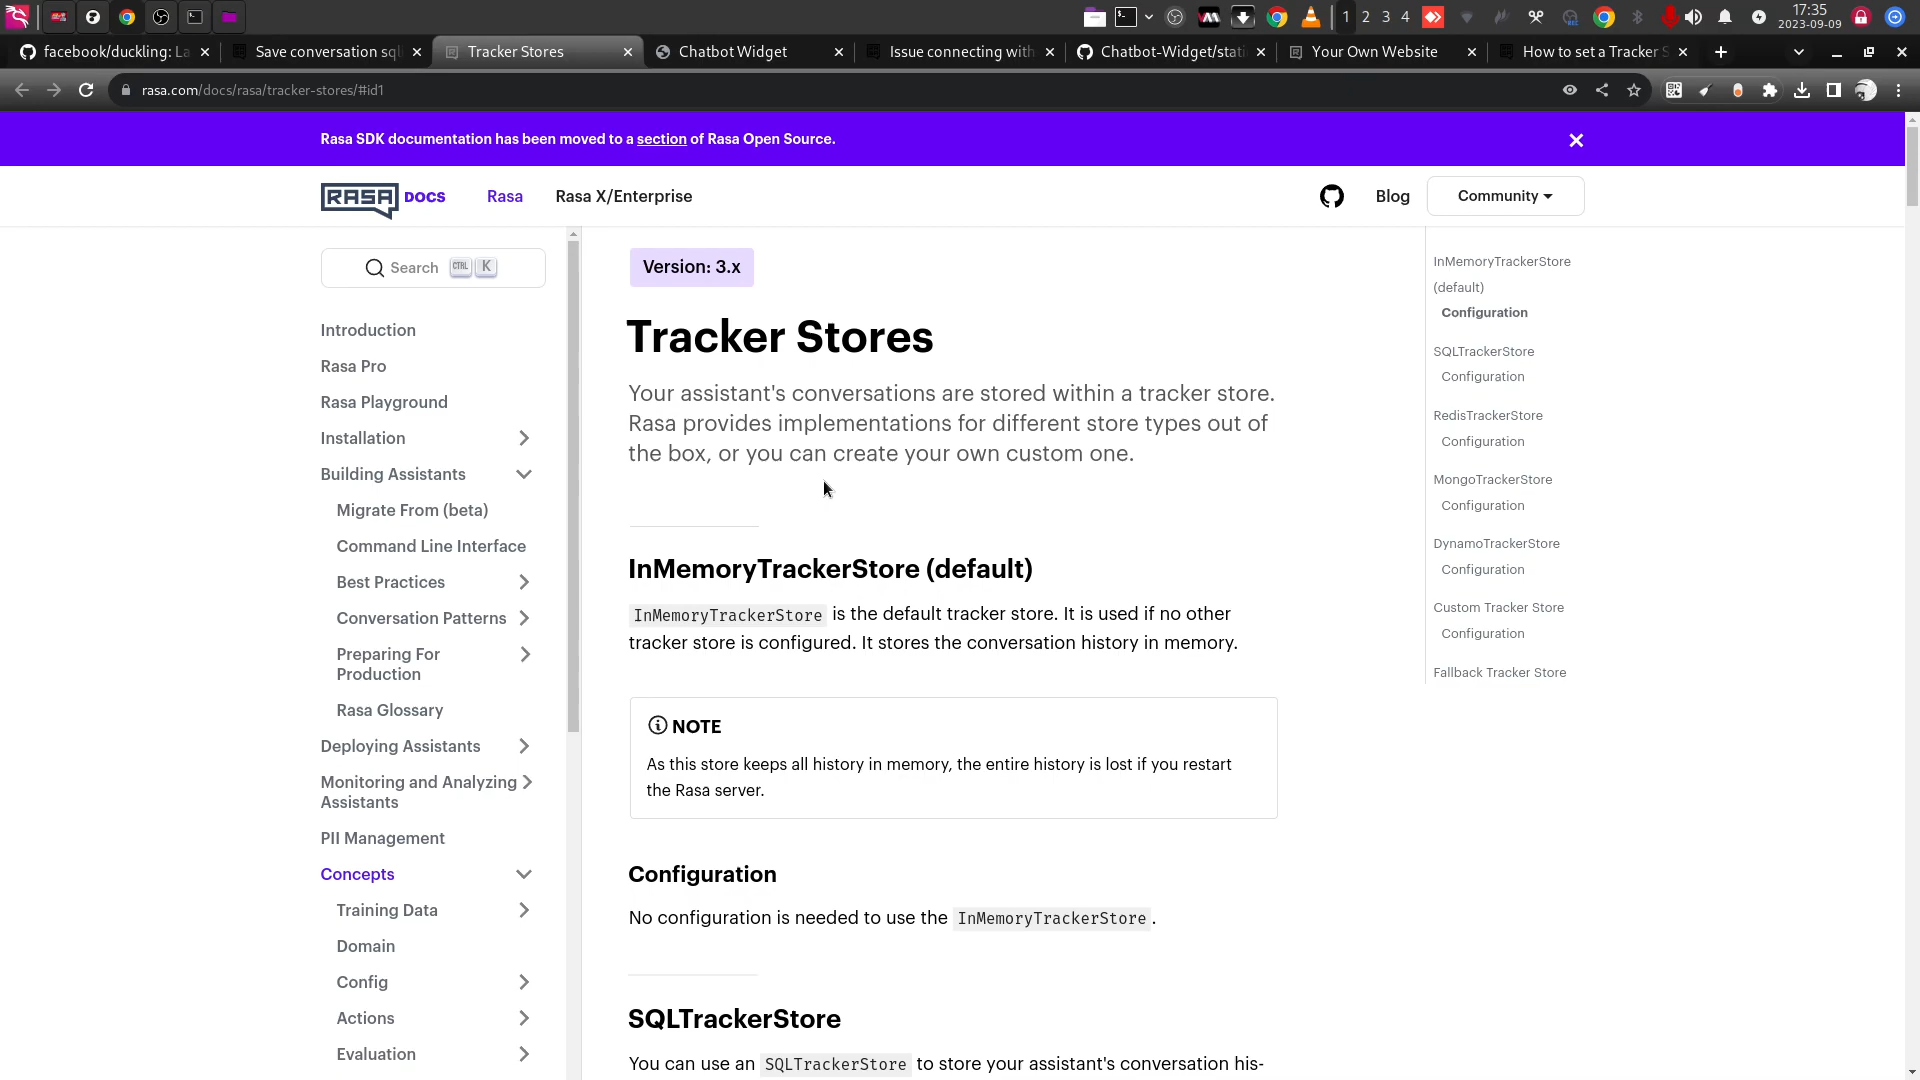 1 2 3 4
17:35
2023-09-09
facebook/duckling: La
Save conversation sql
Tracker Stores
Chatbot Widget
Issue connecting with
Chatbot-Widget/stati
Your Own Website
How to set a Tracker S
rasa.com/docs/rasa/tracker-stores/#id1
Rasa SDK documentation has been moved to a section of Rasa Open Source.
RASA DOCS
Rasa
Rasa X/Enterprise
Blog
Community
Search CTRL K
Introduction
Rasa Pro
Rasa Playground
Installation
Building Assistants
Migrate From (beta)
Command Line Interface
Best Practices
Conversation Patterns
Preparing For
Production
Rasa Glossary
Deploying Assistants
Monitoring and Analyzing
Assistants
PII Management
Concepts
Training Data
Domain
Config
Actions
Evaluation
Version: 3.x
Tracker Stores
Your assistant's conversations are stored within a tracker store.
Rasa provides implementations for different store types out of
the box, or you can create your own custom one.
InMemoryTrackerStore (default)
InMemoryTrackerStore is the default tracker store. It is used if no other
tracker store is configured. It stores the conversation history in memory.
NOTE
As this store keeps all history in memory, the entire history is lost if you restart
the Rasa server.
Configuration
No configuration is needed to use the InMemoryTrackerStore.
SQLTrackerStore
You can use an SQLTrackerStore to store your assistant's conversation his-
InMemoryTrackerStore
(default)
Configuration
SQLTrackerStore
Configuration
RedisTrackerStore
Configuration
MongoTrackerStore
Configuration
DynamoTrackerStore
Configuration
Custom Tracker Store
Configuration
Fallback Tracker Store